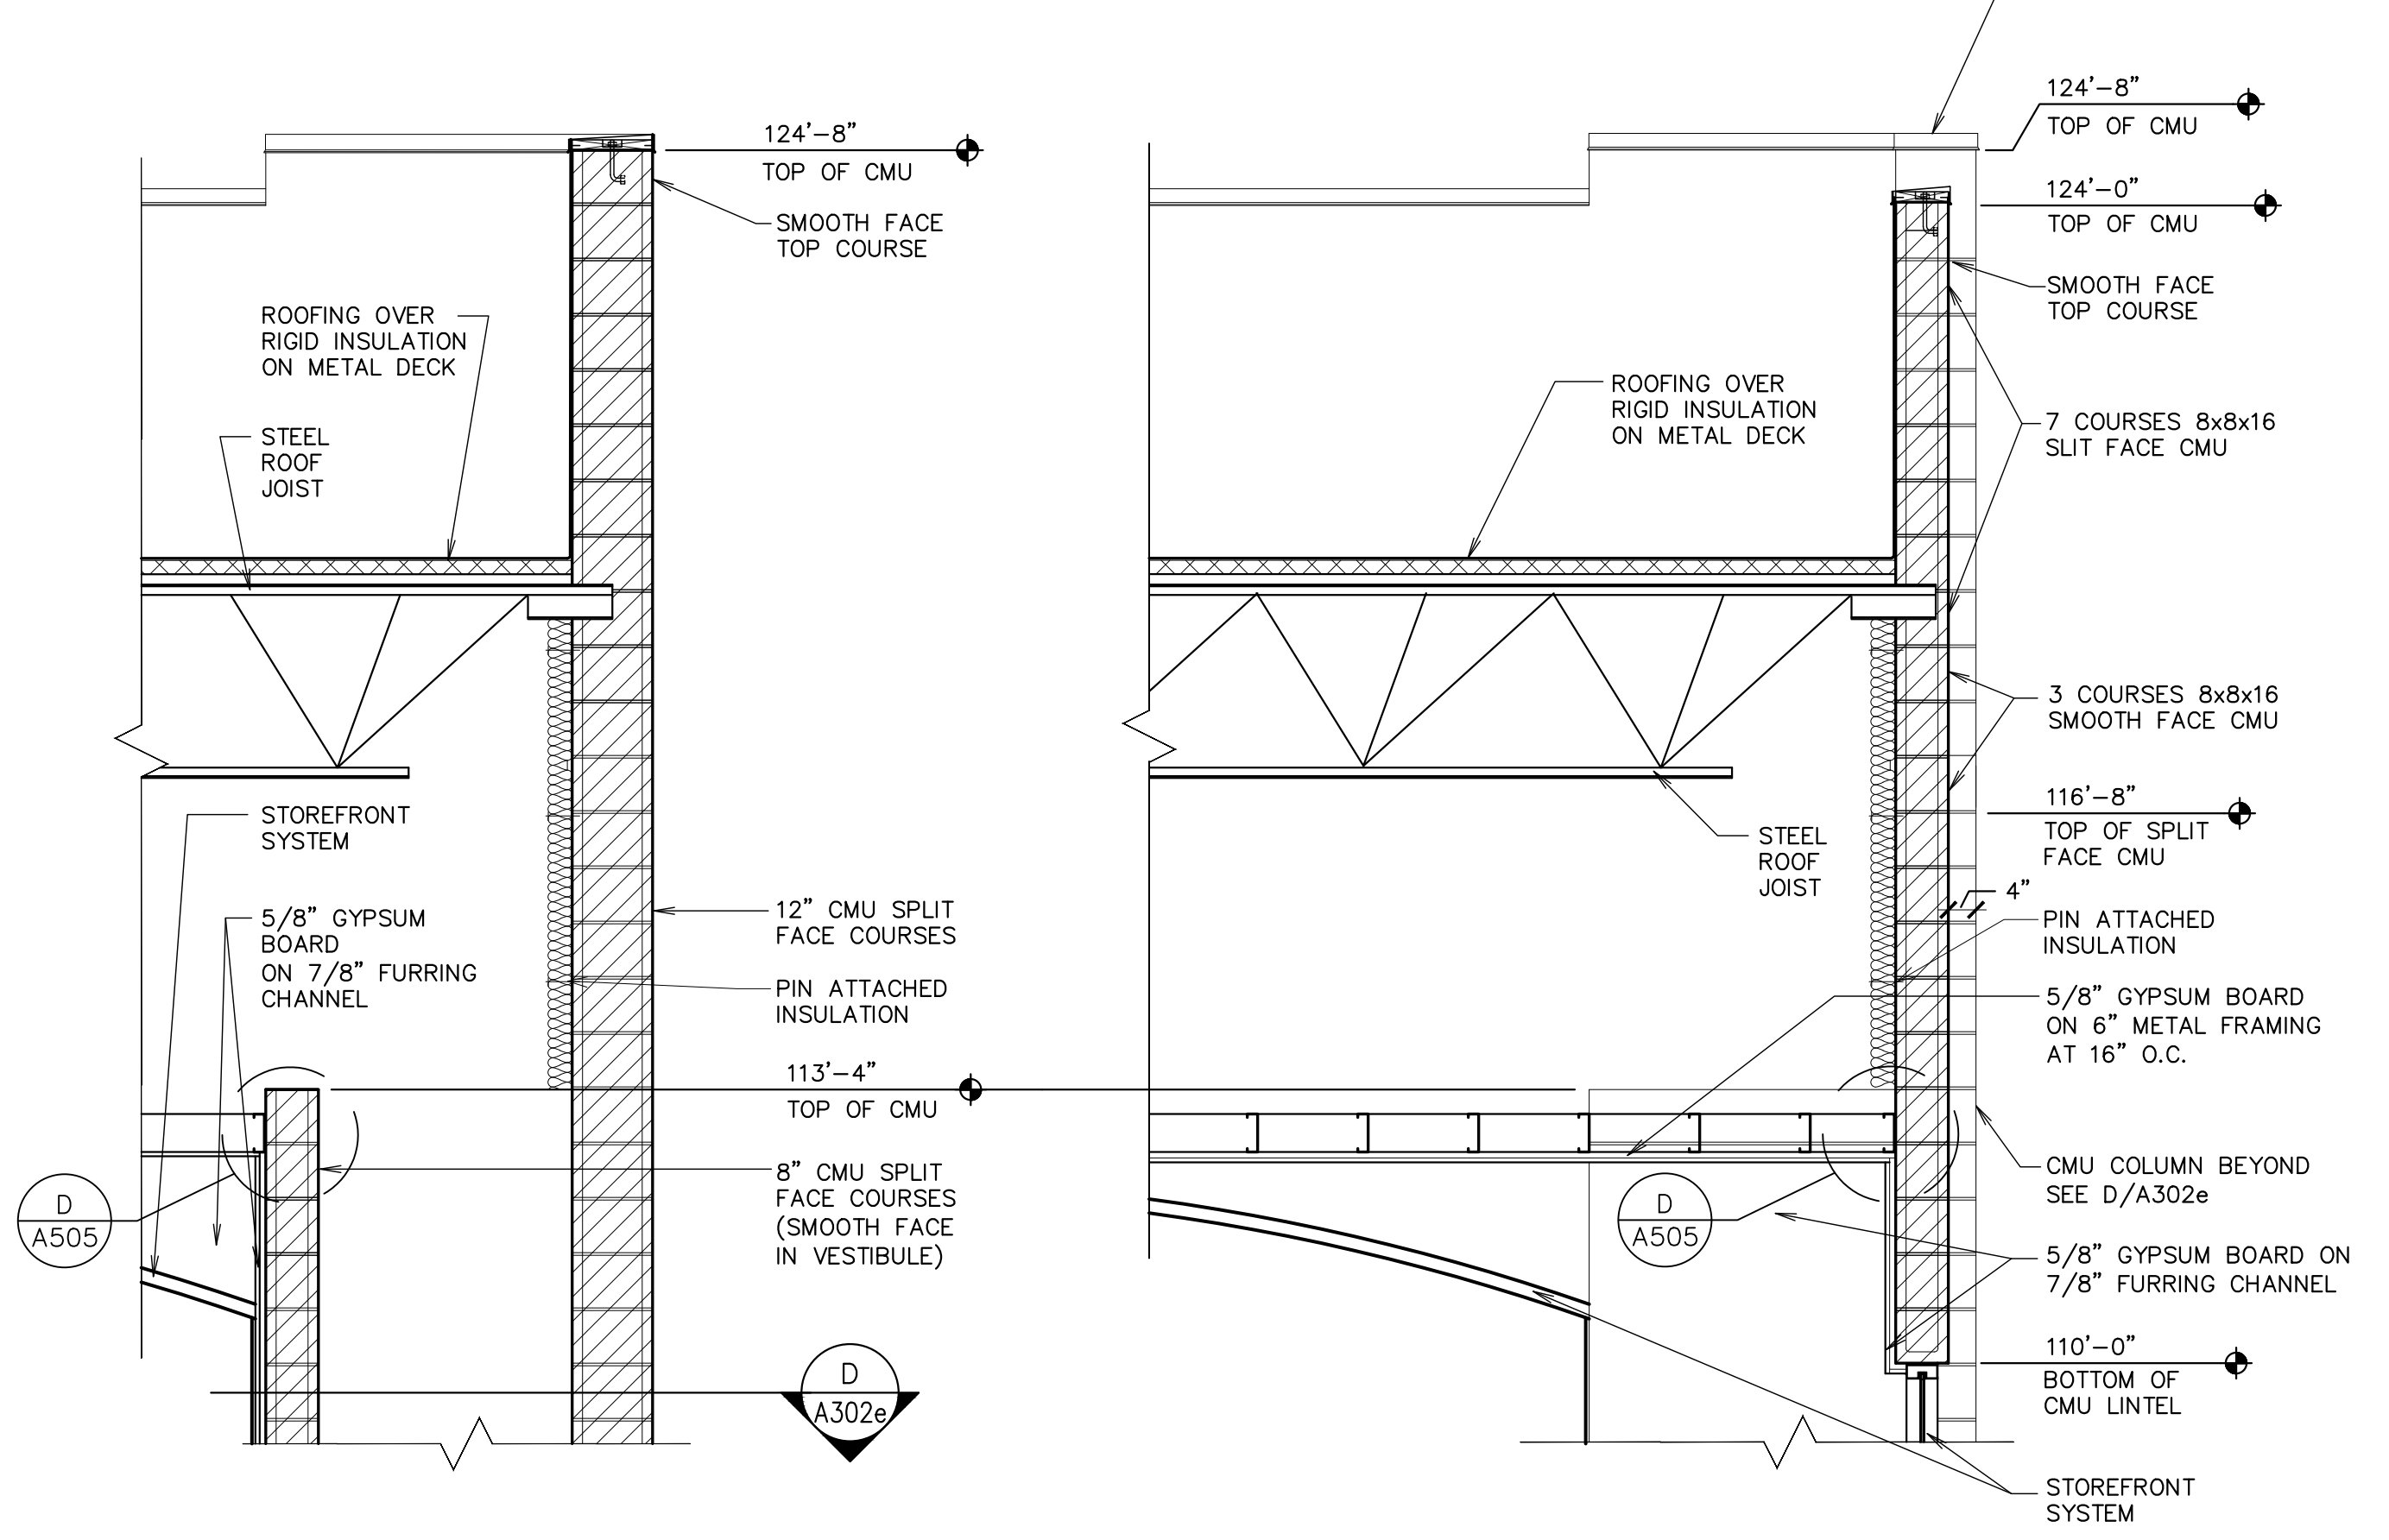 124'-8"
TOP OF CMU
SMOOTH FACE
TOP COURSE
ROOFING OVER
RIGID INSULATION
ON METAL DECK
STEEL
ROOF
JOIST
STOREFRONT
SYSTEM
5/8" GYPSUM
BOARD
ON 7/8" FURRING
CHANNEL
12" CMU SPLIT
FACE COURSES
PIN ATTACHED
INSULATION
113'-4"
TOP OF CMU
8" CMU SPLIT
FACE COURSES
(SMOOTH FACE
IN VESTIBULE)
D
A505
D
A302e
124'-8"
TOP OF CMU
124'-0"
TOP OF CMU
SMOOTH FACE
TOP COURSE
ROOFING OVER
RIGID INSULATION
ON METAL DECK
7 COURSES 8x8x16
SLIT FACE CMU
3 COURSES 8x8x16
SMOOTH FACE CMU
116'-8"
TOP OF SPLIT
FACE CMU
STEEL
ROOF
JOIST
4"
PIN ATTACHED
INSULATION
5/8" GYPSUM BOARD
ON 6" METAL FRAMING
AT 16" O.C.
CMU COLUMN BEYOND
SEE D/A302e
D
A505
5/8" GYPSUM BOARD ON
7/8" FURRING CHANNEL
110'-0"
BOTTOM OF
CMU LINTEL
STOREFRONT
SYSTEM